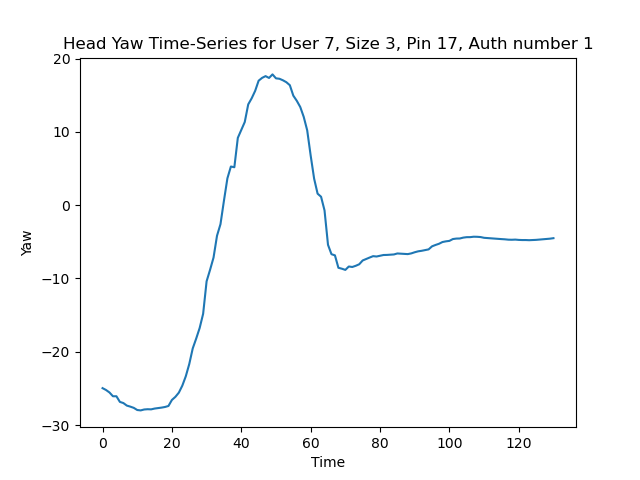 Head Yaw Time-Series for User 7, Size 3, Pin 17, Auth number 1
20
10
0
−10
−20
−30
Yaw
0 20 40 60 80 100 120
Time